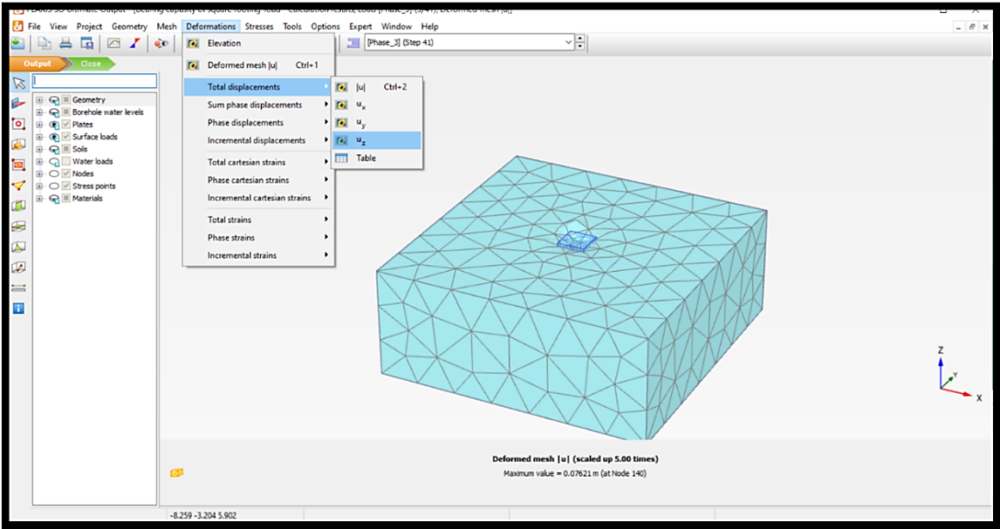 PLAXIS 3D Ultimate Output - [Bearing capacity of square footing -load - Calculation results, Load [Phase_3] (3/41), Deformed mesh |u|]
File View Project Geometry Mesh Deformations Stresses Tools Options Expert Window Help
[Phase_3] (Step 41)
Output Close
Geometry
Borehole water levels
Plates
Surface loads
Soils
Water loads
Nodes
Stress points
Materials
Elevation
Deformed mesh |u| Ctrl+1
Total displacements
Sum phase displacements
Phase displacements
Incremental displacements
Total cartesian strains
Phase cartesian strains
Incremental cartesian strains
Total strains
Phase strains
Incremental strains
|u| Ctrl+2
ux
uy
uz
Table
Z
Y
X
Deformed mesh |u| (scaled up 5.00 times)
Maximum value = 0.07621 m (at Node 140)
-8.259 -3.204 5.902